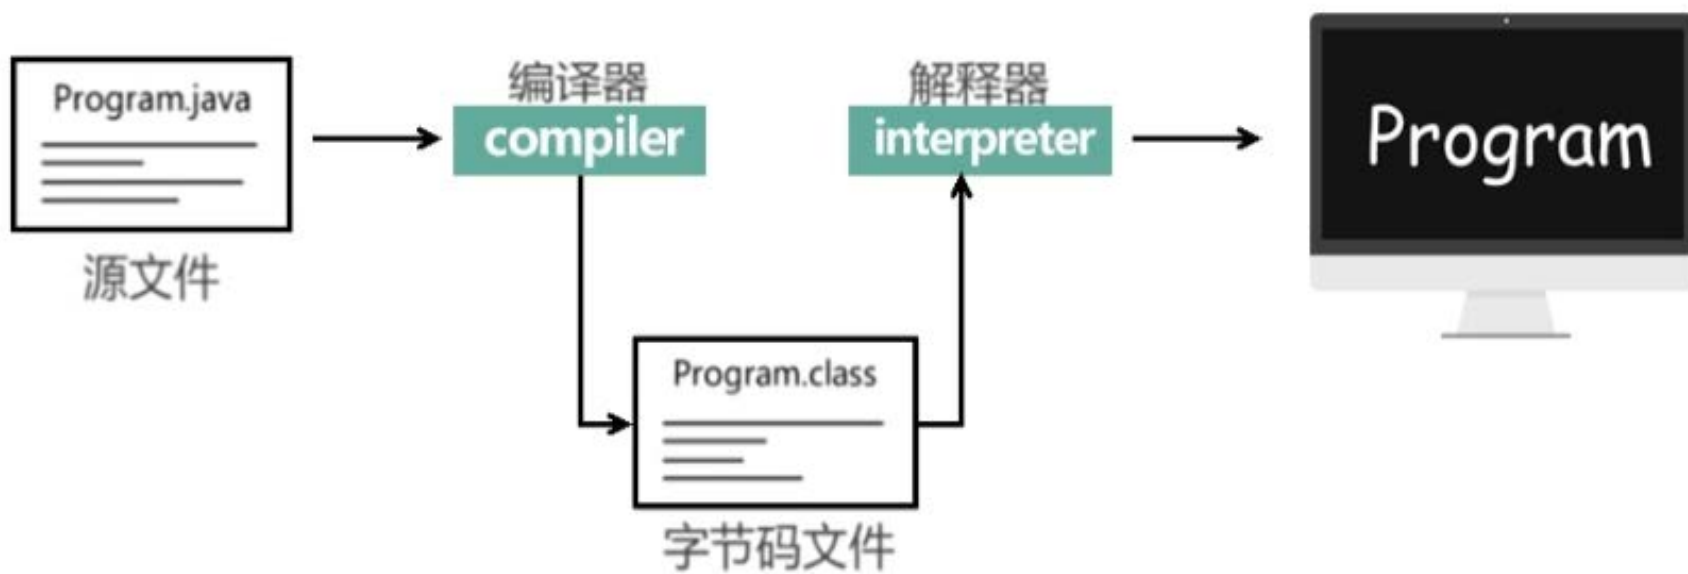 Program.java
源文件
编译器
compiler
Program.class
字节码文件
解释器
interpreter
Program